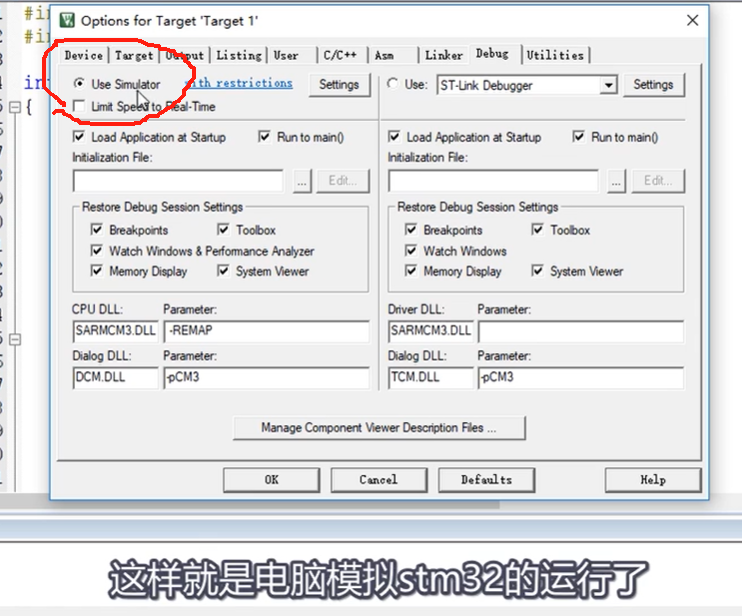 Options for Target 'Target 1'
Device Target Output Listing User C/C++ Asm Linker Debug Utilities
Use Simulator with restrictions Settings Use: ST-Link Debugger Settings
Limit Speed to Real-Time
Load Application at Startup Run to main() Load Application at Startup Run to main()
Initialization File: Initialization File:
... Edit... ... Edit...
Restore Debug Session Settings Restore Debug Session Settings
Breakpoints Toolbox Breakpoints Toolbox
Watch Windows & Performance Analyzer Watch Windows
Memory Display System Viewer Memory Display System Viewer
CPU DLL: Parameter: Driver DLL: Parameter:
SARMCM3.DLL -REMAP SARMCM3.DLL
Dialog DLL: Parameter: Dialog DLL: Parameter:
DCM.DLL -pCM3 TCM.DLL -pCM3
Manage Component Viewer Description Files ...
OK Cancel Defaults Help
这样就是电脑模拟stm32的运行了